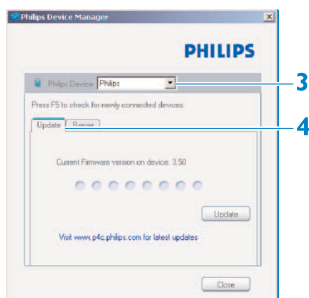 Philips Device Manager
PHILIPS
Philips Device Philips
3
Press F5 to check for newly connected devices.
Update Repair
4
Current Firmware version on device: 3.50
Update
Visit www.p4c.philips.com for latest updates
Close